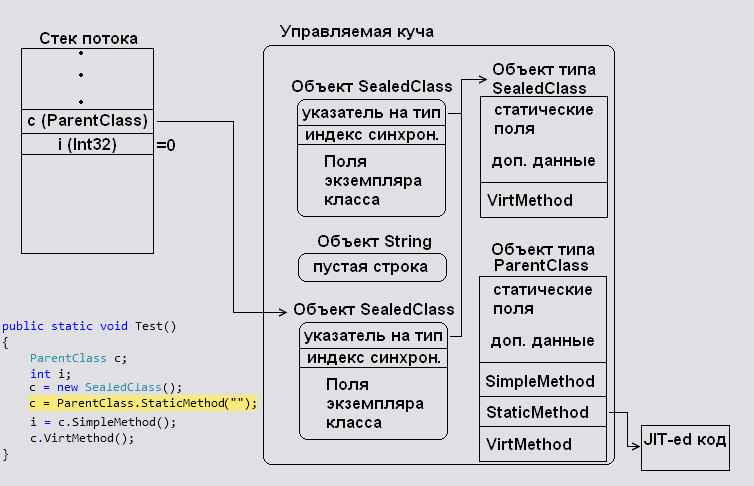 Управляемая куча
Стек потока
c (ParentClass)
i (Int32)
=0
Объект SealedClass
указатель на тип
индекс синхрон.
Поля
экземпляра
класса
Объект String
пустая строка
Объект SealedClass
указатель на тип
индекс синхрон.
Поля
экземпляра
класса
Объект типа
SealedClass
статические
поля
доп. данные
VirtMethod
Объект типа
ParentClass
статические
поля
доп. данные
SimpleMethod
StaticMethod
VirtMethod
JIT-ed код
public static void Test()
{
ParentClass c;
int i;
c = new SealedClass();
c = ParentClass.StaticMethod("");
i = c.SimpleMethod();
c.VirtMethod();
}